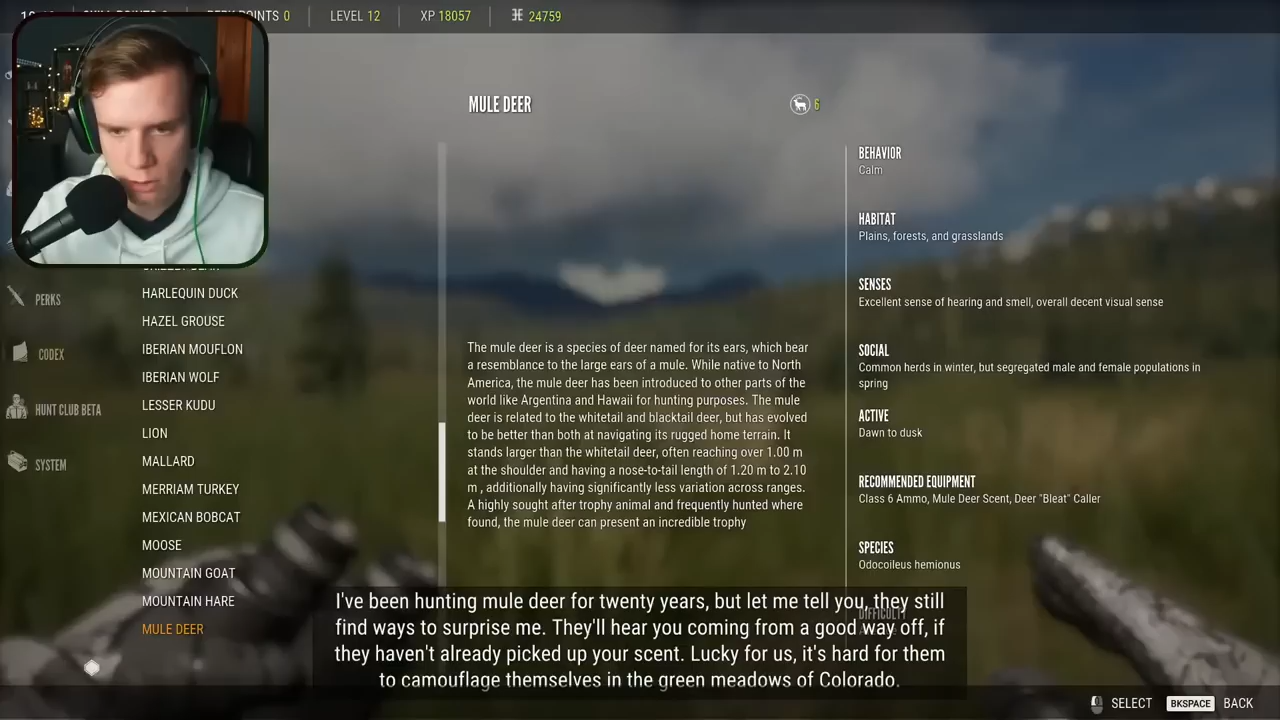 LEVEL 12
XP 18057
24759
MULE DEER
6
PERKS
CODEX
HUNT CLUB BETA
SYSTEM
HARLEQUIN DUCK
HAZEL GROUSE
IBERIAN MOUFLON
IBERIAN WOLF
LESSER KUDU
LION
MALLARD
MERRIAM TURKEY
MEXICAN BOBCAT
MOOSE
MOUNTAIN GOAT
MOUNTAIN HARE
MULE DEER
The mule deer is a species of deer named for its ears, which bear
a resemblance to the large ears of a mule. While native to North
America, the mule deer has been introduced to other parts of the
world like Argentina and Hawaii for hunting purposes. The mule
deer is related to the whitetail and blacktail deer, but has evolved
to be better than both at navigating its rugged home terrain. It
stands larger than the whitetail deer, often reaching over 1.00 m
at the shoulder and having a nose-to-tail length of 1.20 m to 2.10
m , additionally having significantly less variation across ranges.
A highly sought after trophy animal and frequently hunted where
found, the mule deer can present an incredible trophy
BEHAVIOR
Calm
HABITAT
Plains, forests, and grasslands
SENSES
Excellent sense of hearing and smell, overall decent visual sense
SOCIAL
Common herds in winter, but segregated male and female populations in
spring
ACTIVE
Dawn to dusk
RECOMMENDED EQUIPMENT
Class 6 Ammo, Mule Deer Scent, Deer "Bleat" Caller
SPECIES
Odocoileus hemionus
DIFFICULTY
I've been hunting mule deer for twenty years, but let me tell you, they still
find ways to surprise me. They'll hear you coming from a good way off, if
they haven't already picked up your scent. Lucky for us, it's hard for them
to camouflage themselves in the green meadows of Colorado.
SELECT
BKSPACE BACK